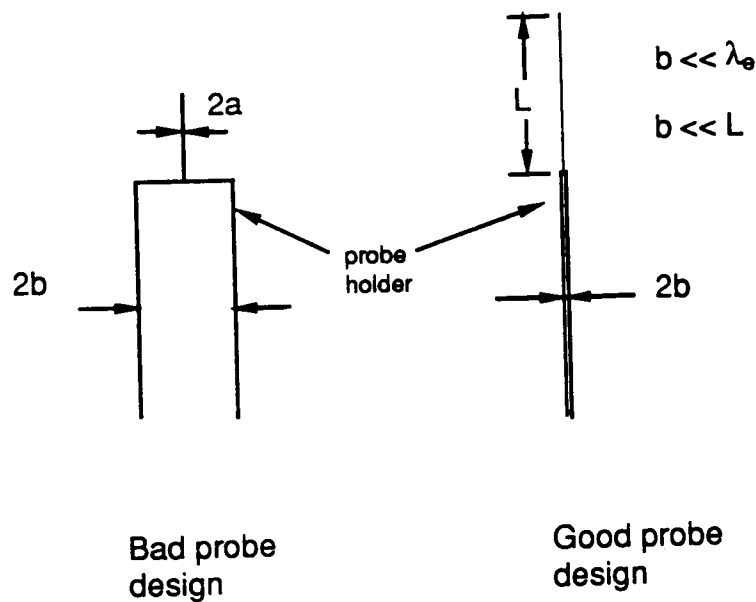 2a
2b
Bad probe
design
probe
holder
L
b << λe
b << L
2b
Good probe
design